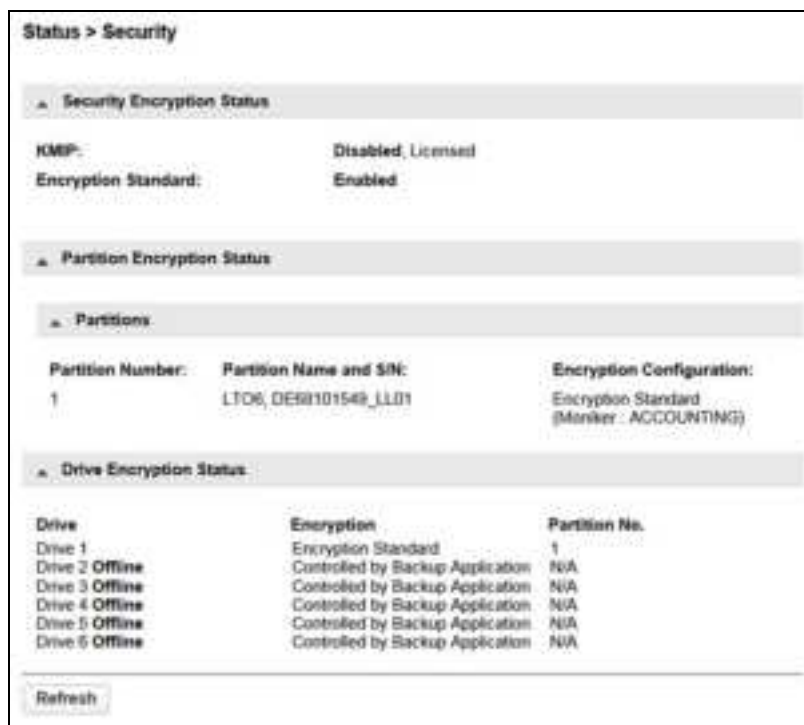 Status > Security
Security Encryption Status
KMIP: Disabled, Licensed
Encryption Standard: Enabled
Partition Encryption Status
Partitions
Partition Number: Partition Name and S/N: Encryption Configuration:
1 LTO6, DE68101549_LL01 Encryption Standard
(Moniker : ACCOUNTING)
Drive Encryption Status
Drive Encryption Partition No.
Drive 1 Encryption Standard 1
Drive 2 Offline Controlled by Backup Application N/A
Drive 3 Offline Controlled by Backup Application N/A
Drive 4 Offline Controlled by Backup Application N/A
Drive 5 Offline Controlled by Backup Application N/A
Drive 6 Offline Controlled by Backup Application N/A
Refresh